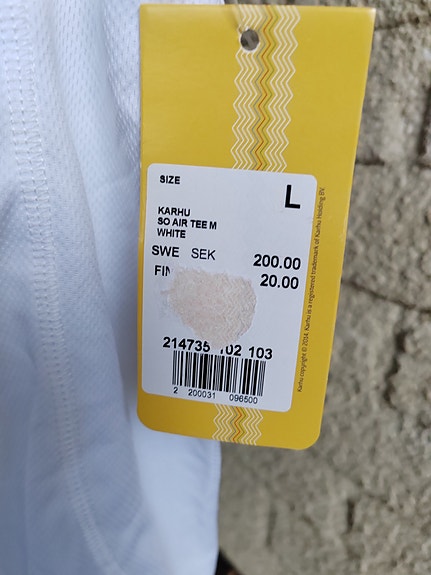 SIZE
L
KARHU
SO AIR TEE M
WHITE
SWE SEK 200.00
FIN 20.00
214735 102 103
2 200031 096500
Karhu copyright © 2014. Karhu is a registered trademark of Karhu Holding BV.